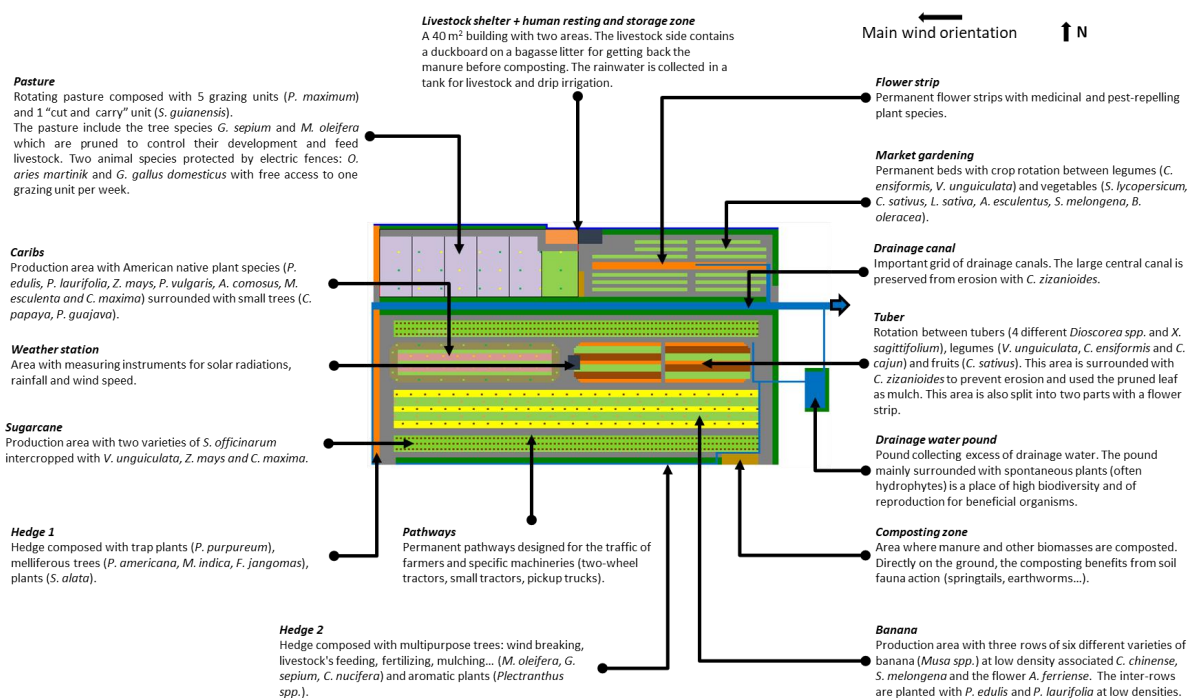 Livestock shelter + human resting and storage zone
A 40 m² building with two areas. The livestock side contains
a duckboard on a bagasse litter for getting back the
manure before composting. The rainwater is collected in a
tank for livestock and drip irrigation.
Main wind orientation
N
Pasture
Rotating pasture composed with 5 grazing units (P. maximum)
and 1 “cut and carry” unit (S. guianensis).
The pasture include the tree species G. sepium and M. oleifera
which are pruned to control their development and feed
livestock. Two animal species protected by electric fences: O.
aries martinik and G. gallus domesticus with free access to one
grazing unit per week.
Caribs
Production area with American native plant species (P.
edulis, P. laurifolia, Z. mays, P. vulgaris, A. comosus, M.
esculenta and C. maxima) surrounded with small trees (C.
papaya, P. guajava).
Weather station
Area with measuring instruments for solar radiations,
rainfall and wind speed.
Sugarcane
Production area with two varieties of S. officinarum
intercropped with V. unguiculata, Z. mays and C. maxima.
Hedge 1
Hedge composed with trap plants (P. purpureum),
melliferous trees (P. americana, M. indica, F. jangomas),
plants (S. alata).
Pathways
Permanent pathways designed for the traffic of
farmers and specific machineries (two-wheel
tractors, small tractors, pickup trucks).
Hedge 2
Hedge composed with multipurpose trees: wind breaking,
livestock's feeding, fertilizing, mulching... (M. oleifera, G.
sepium, C. nucifera) and aromatic plants (Plectranthus
spp.).
Flower strip
Permanent flower strips with medicinal and pest-repelling
plant species.
Market gardening
Permanent beds with crop rotation between legumes (C.
ensiformis, V. unguiculata) and vegetables (S. lycopersicum,
C. sativus, L. sativa, A. esculentus, S. melongena, B.
oleracea).
Drainage canal
Important grid of drainage canals. The large central canal is
preserved from erosion with C. zizanioides.
Tuber
Rotation between tubers (4 different Dioscorea spp. and X.
sagittifolium), legumes (V. unguiculata, C. ensiformis and C.
cajun) and fruits (C. sativus). This area is surrounded with
C. zizanioides to prevent erosion and used the pruned leaf
as mulch. This area is also split into two parts with a flower
strip.
Drainage water pound
Pound collecting excess of drainage water. The pound
mainly surrounded with spontaneous plants (often
hydrophytes) is a place of high biodiversity and of
reproduction for beneficial organisms.
Composting zone
Area where manure and other biomasses are composted.
Directly on the ground, the composting benefits from soil
fauna action (springtails, earthworms...).
Banana
Production area with three rows of six different varieties of
banana (Musa spp.) at low density associated C. chinense,
S. melongena and the flower A. ferriense. The inter-rows
are planted with P. edulis and P. laurifolia at low densities.